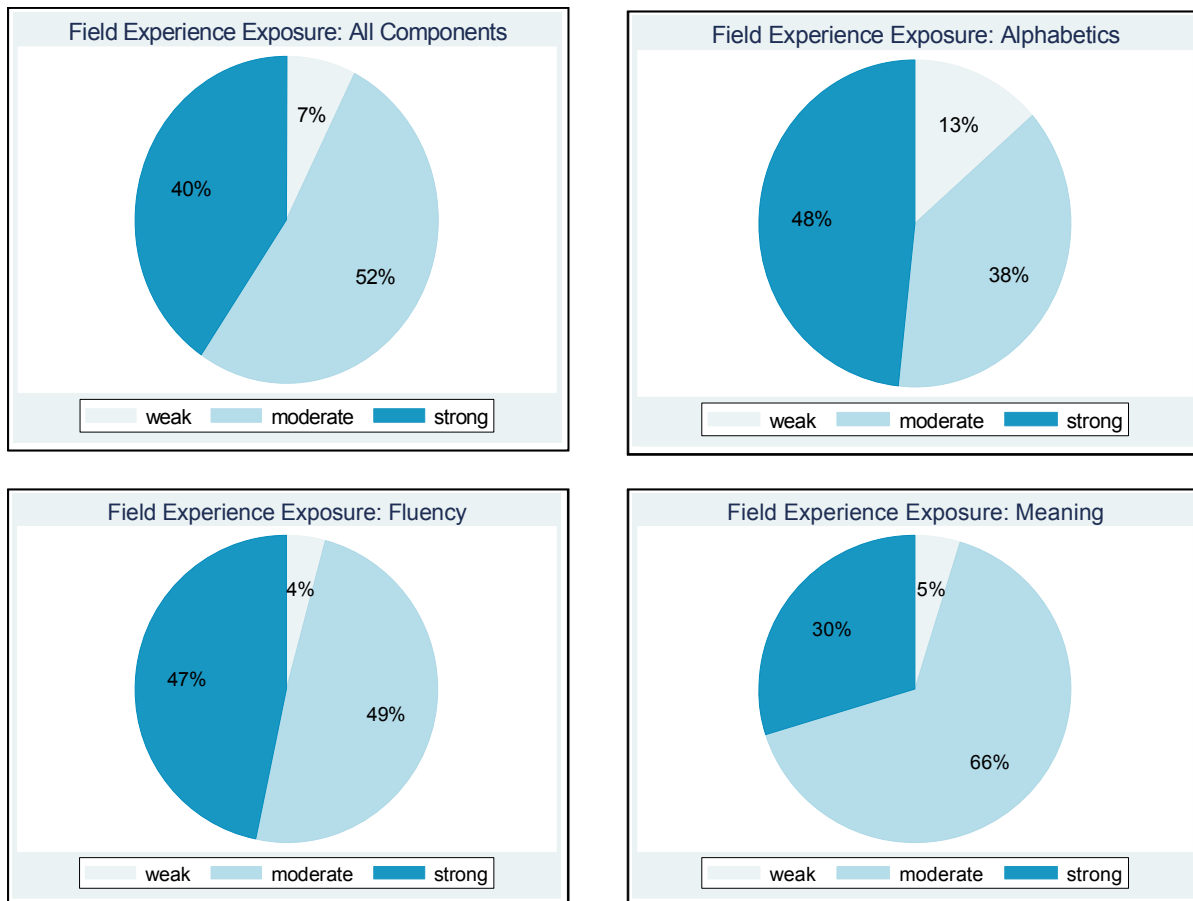 Field Experience Exposure: All Components
7%
40%
52%
weak moderate strong
Field Experience Exposure: Alphabetics
13%
48%
38%
weak moderate strong
Field Experience Exposure: Fluency
4%
47%
49%
weak moderate strong
Field Experience Exposure: Meaning
5%
30%
66%
weak moderate strong